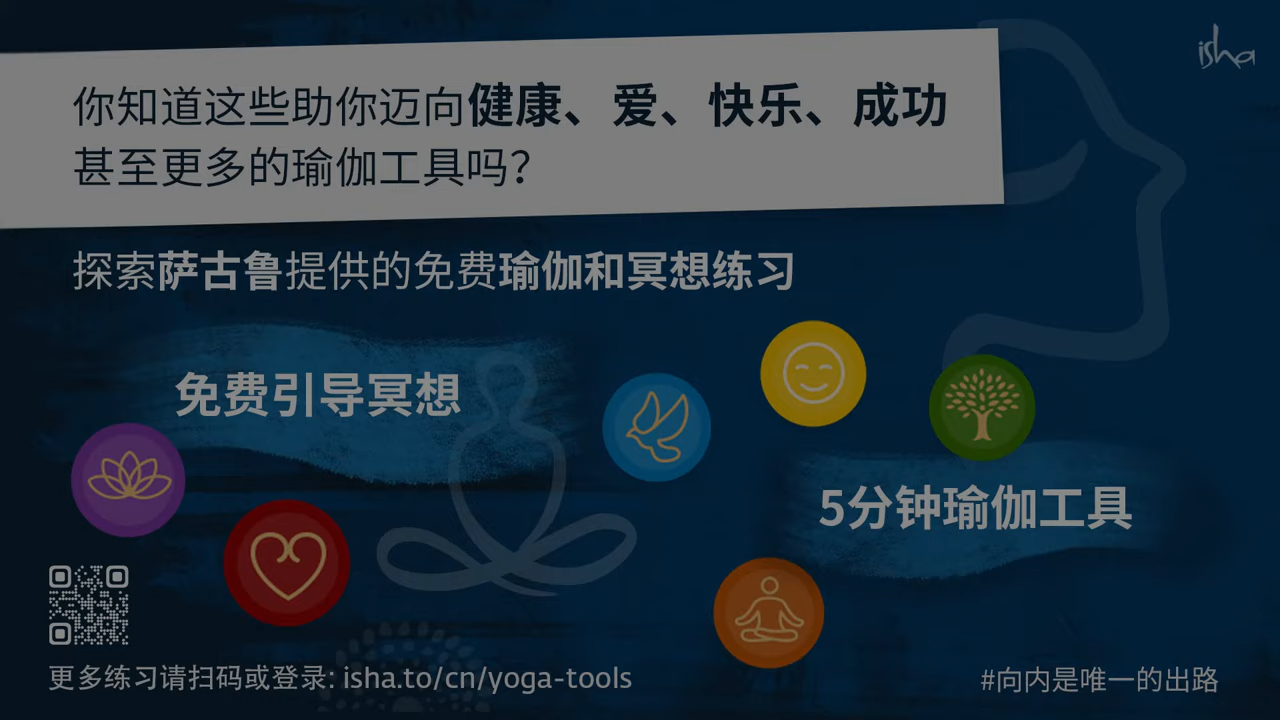 isha
你知道这些助你迈向健康、爱、快乐、成功
甚至更多的瑜伽工具吗?
探索萨古鲁提供的免费瑜伽和冥想练习
免费引导冥想
5分钟瑜伽工具
更多练习请扫码或登录: isha.to/cn/yoga-tools
#向内是唯一的出路